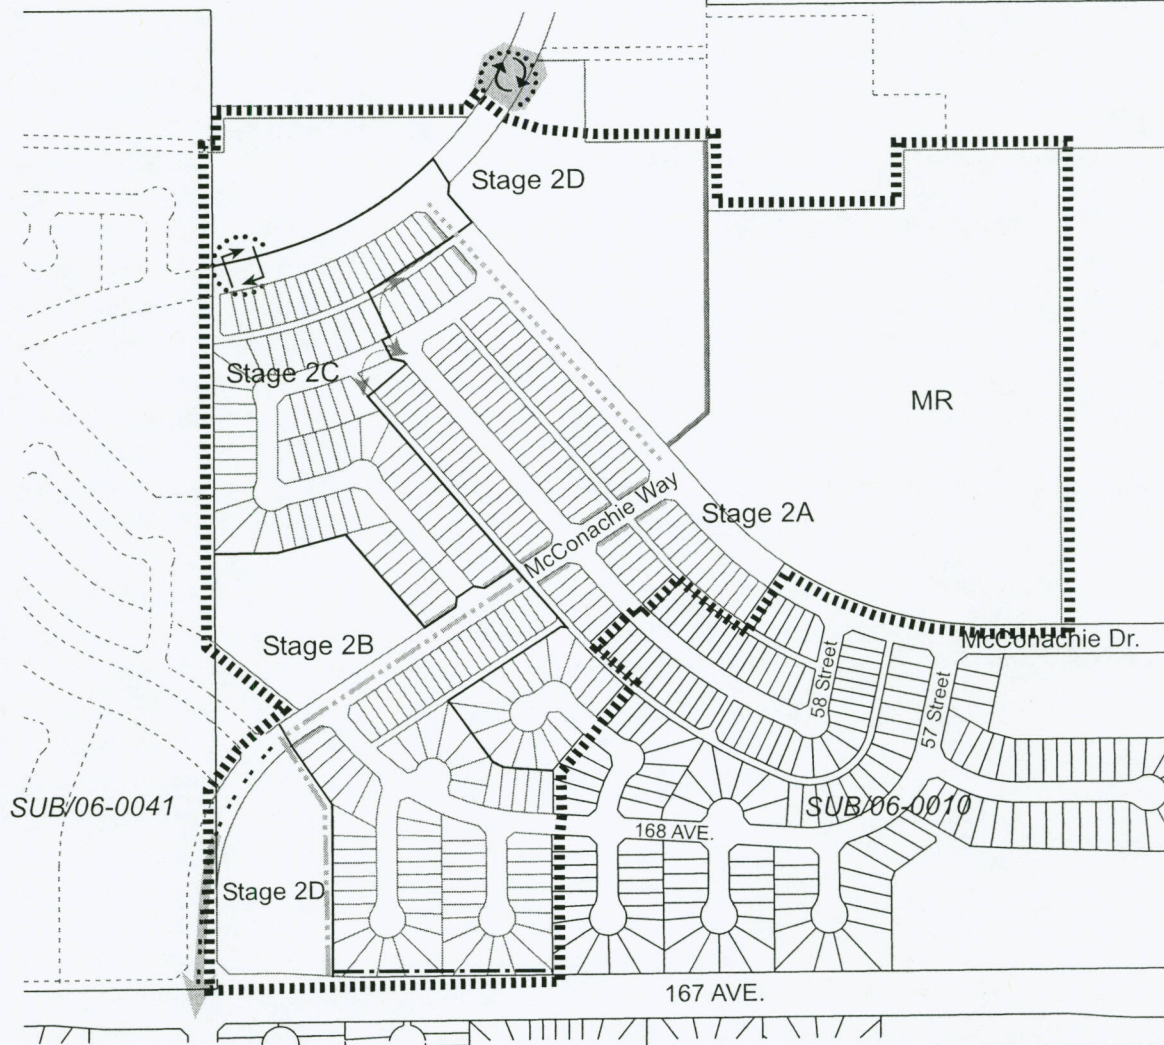 Stage 2D
Stage 2C
MR
McConachie Way
Stage 2A
Stage 2B
McConachie Dr.
58 Street
57 Street
SUB/06-0041
SUB/06-0010
168 AVE.
Stage 2D
167 AVE.